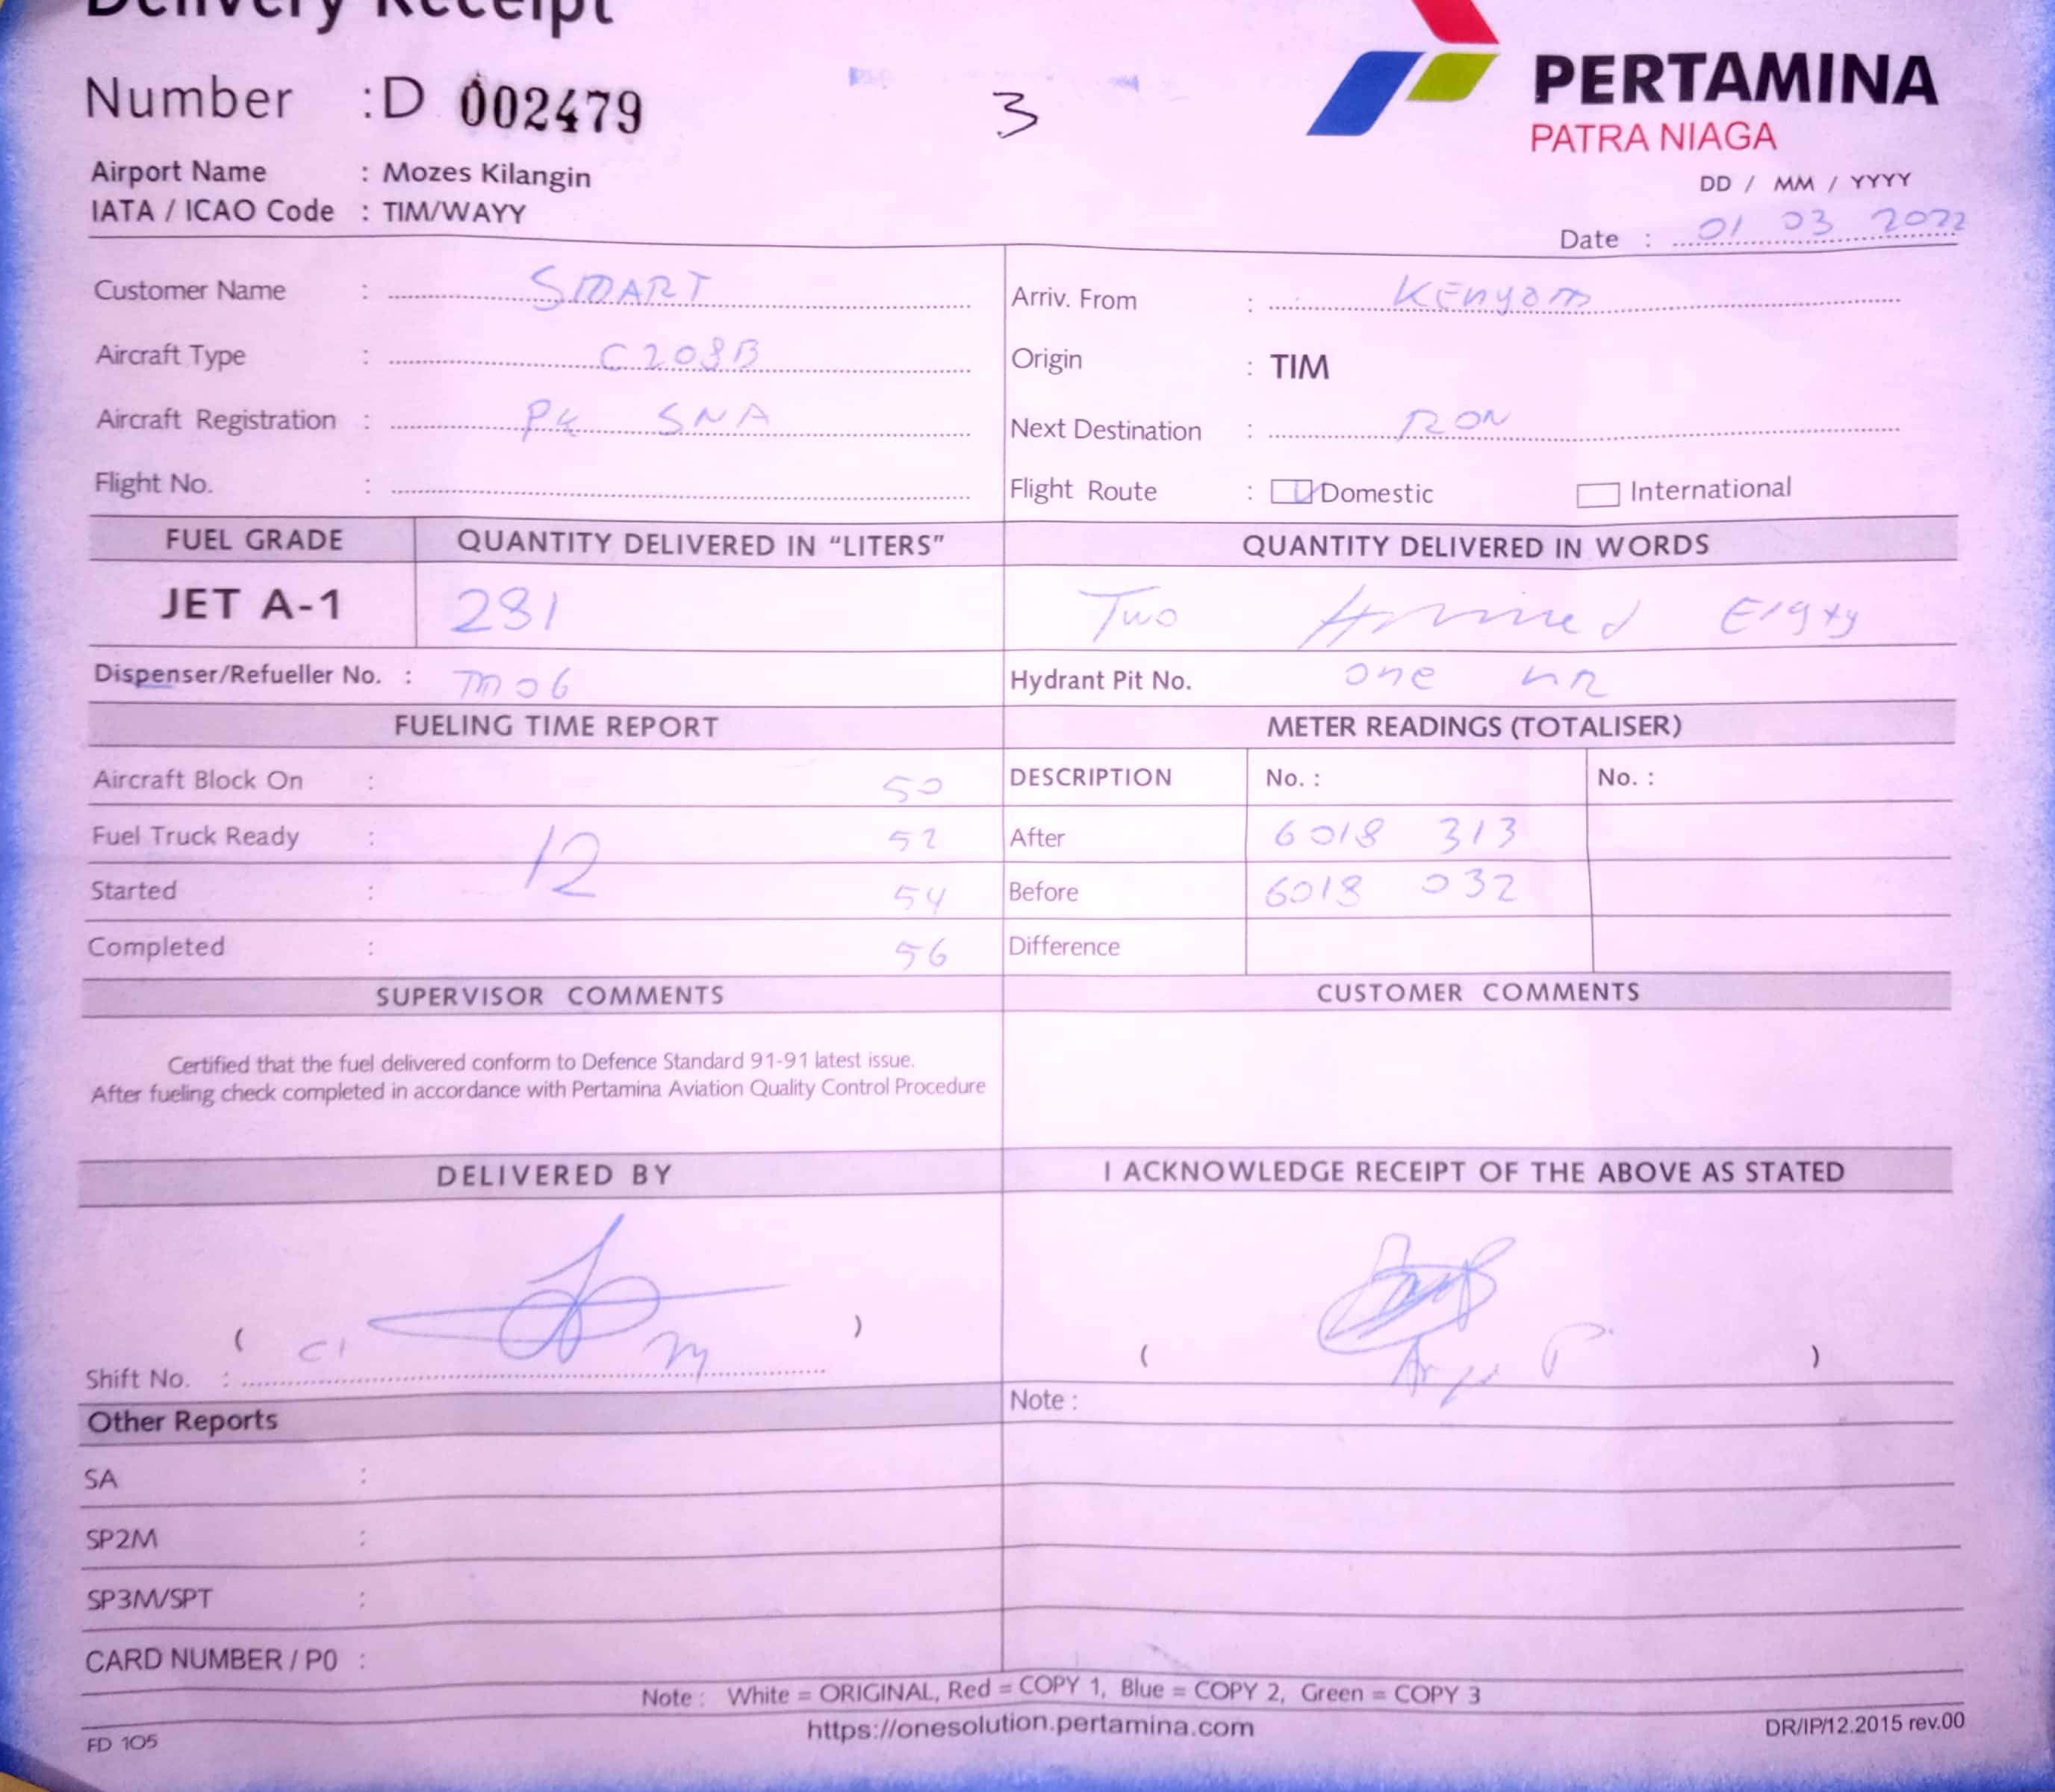 Delivery Receipt
Number : D 002479
3
PERTAMINA
PATRA NIAGA
Airport Name : Mozes Kilangin
IATA / ICAO Code : TIM/WAYY
DD / MM / YYYY
Date : 01 03 2022
Customer Name : SMART
Arriv. From : Kenyam
Aircraft Type : C208B
Origin : TIM
Aircraft Registration : PK SNA
Next Destination : RON
Flight No. :
Flight Route : Domestic International
FUEL GRADE QUANTITY DELIVERED IN “LITERS” QUANTITY DELIVERED IN WORDS
JET A-1 281 Two Eigty
Dispenser/Refueller No. : M06
Hydrant Pit No. one
FUELING TIME REPORT METER READINGS (TOTALISER)
Aircraft Block On : 50
DESCRIPTION No. : No. :
Fuel Truck Ready : 52
After 6018 313
12
Started : 54
Before 6018 032
Completed : 56
Difference
SUPERVISOR COMMENTS CUSTOMER COMMENTS
Certified that the fuel delivered conform to Defence Standard 91-91 latest issue.
After fueling check completed in accordance with Pertamina Aviation Quality Control Procedure
DELIVERED BY I ACKNOWLEDGE RECEIPT OF THE ABOVE AS STATED
( ) ( )
Shift No. :
Note :
Other Reports
SA :
SP2M :
SP3M/SPT :
CARD NUMBER / P0 :
Note : White = ORIGINAL, Red = COPY 1, Blue = COPY 2, Green = COPY 3
https://onesolution.pertamina.com
FD 105
DR/IP/12.2015 rev.00